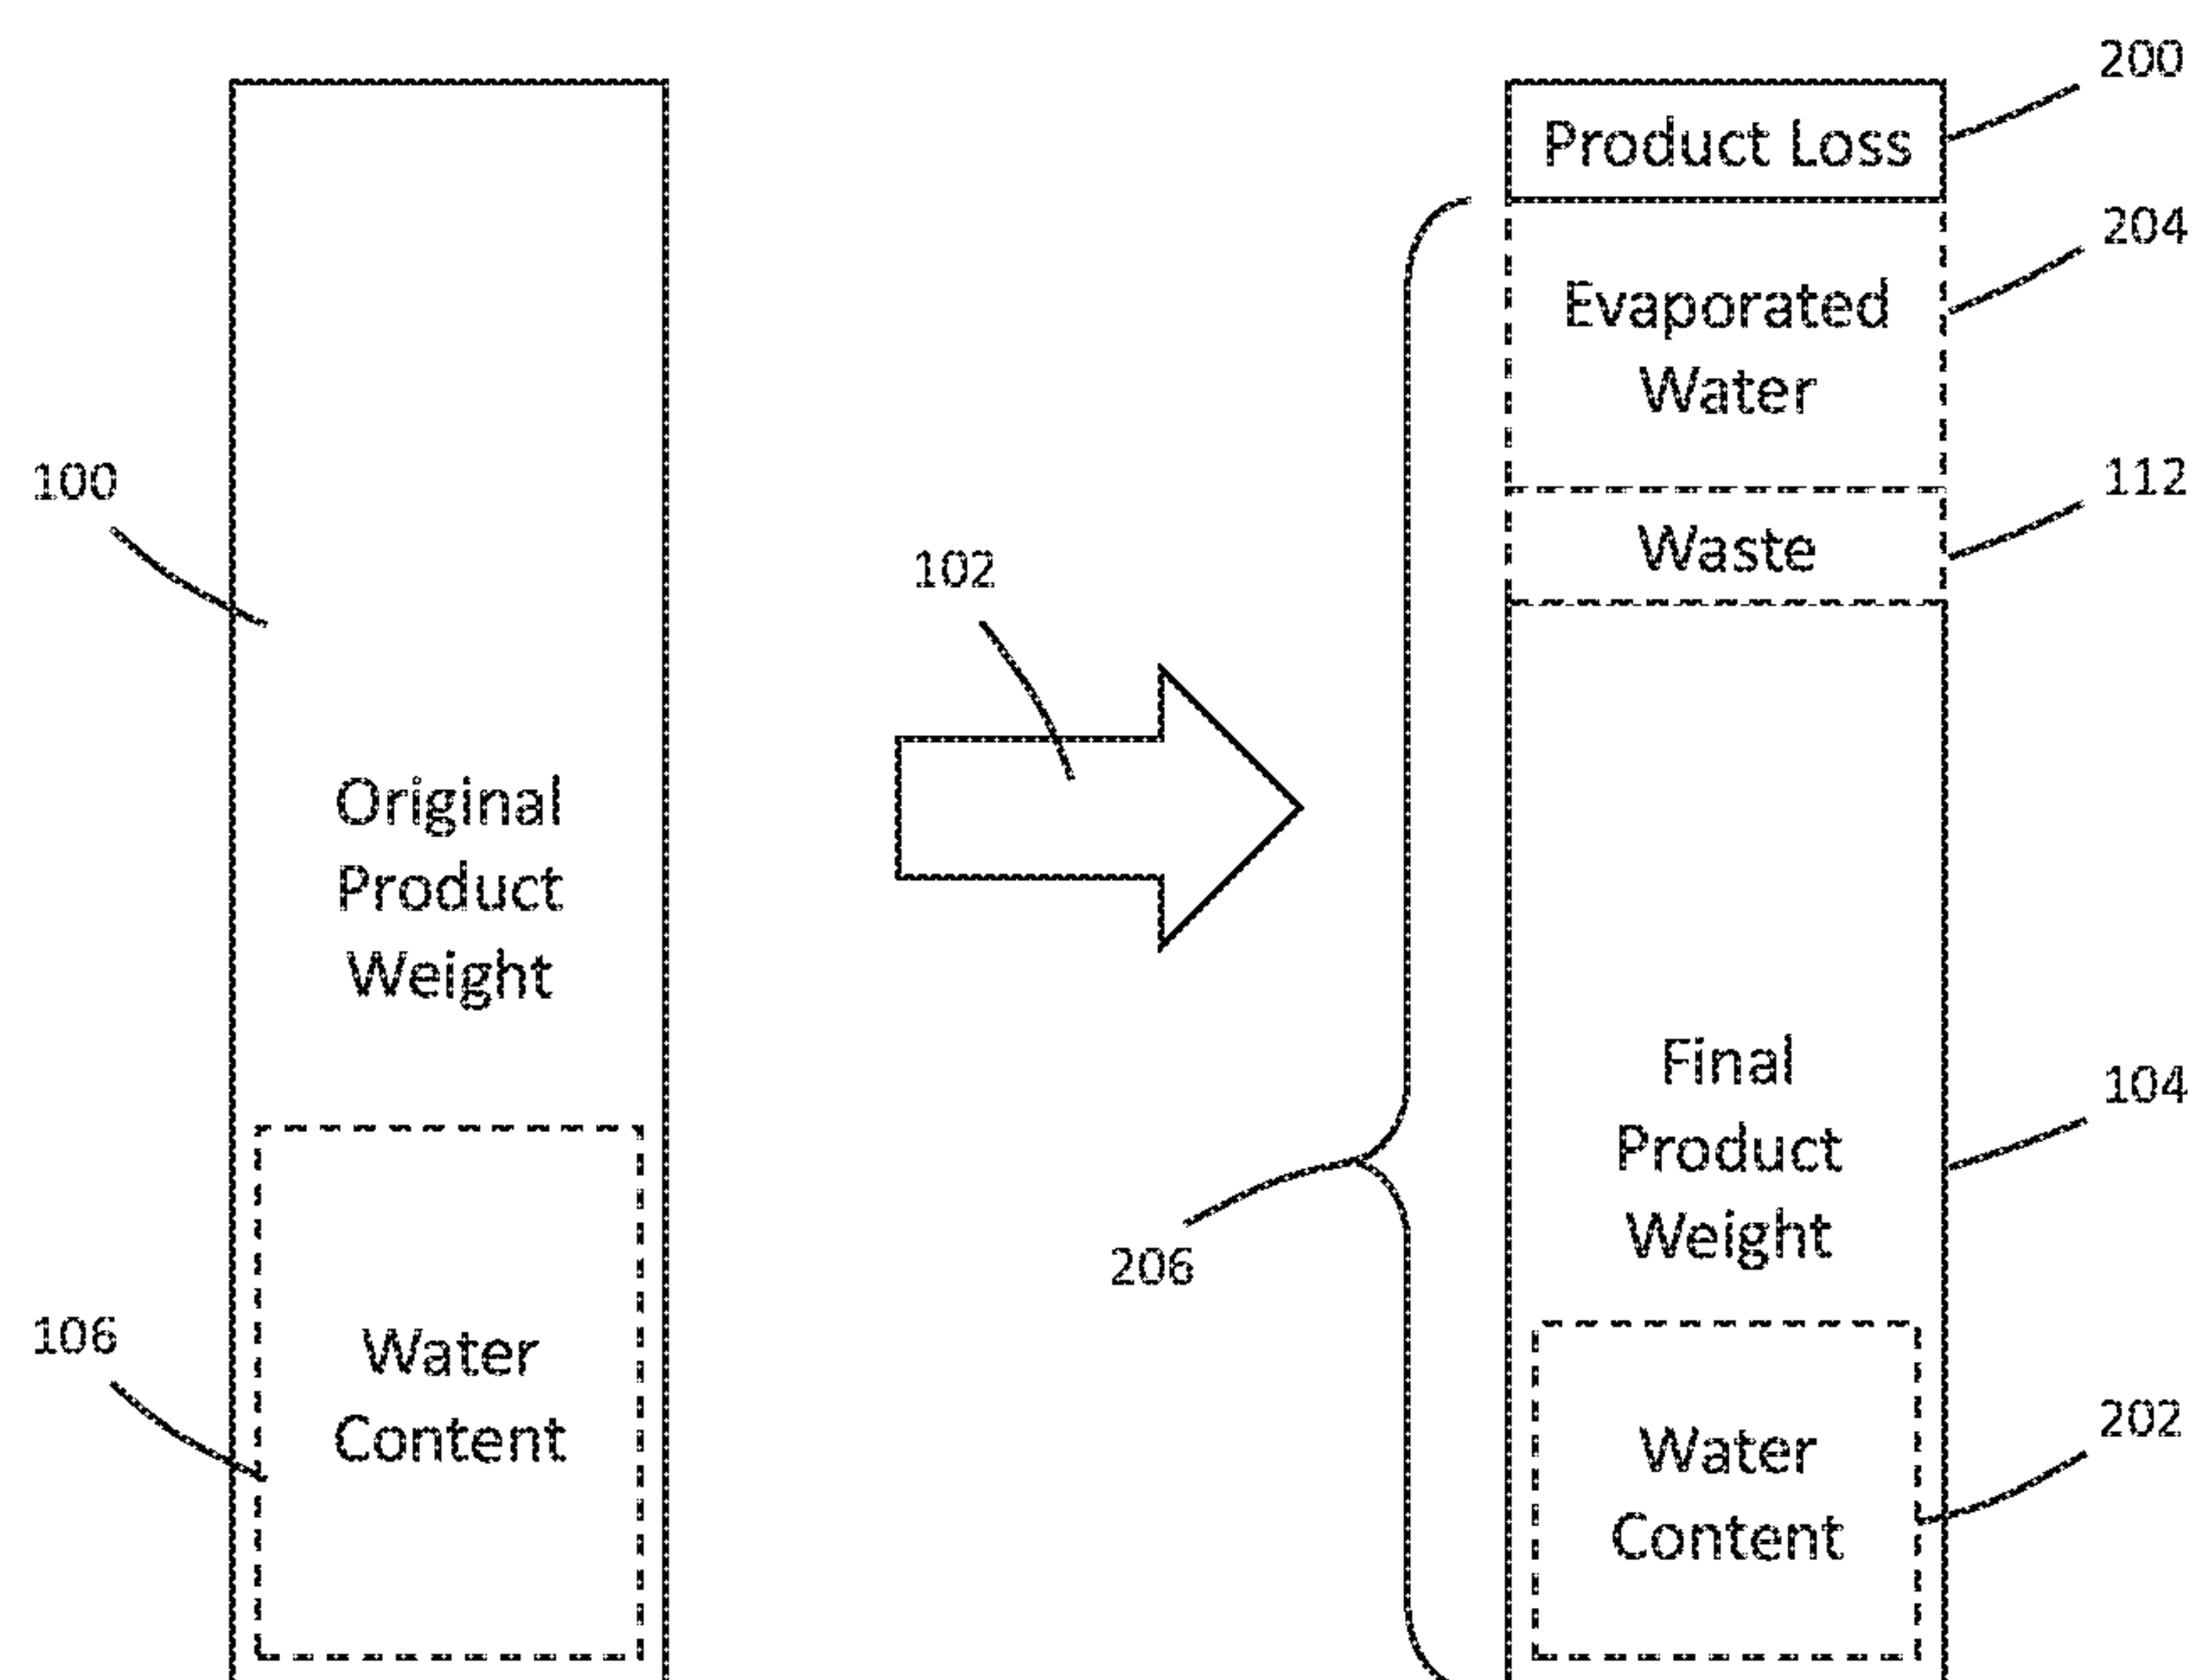 200
Product Loss
204
Evaporated
Water
100
112
Waste
102
Original
Product
Weight
Final
Product
Weight
104
206
106
Water
Content
202
Water
Content